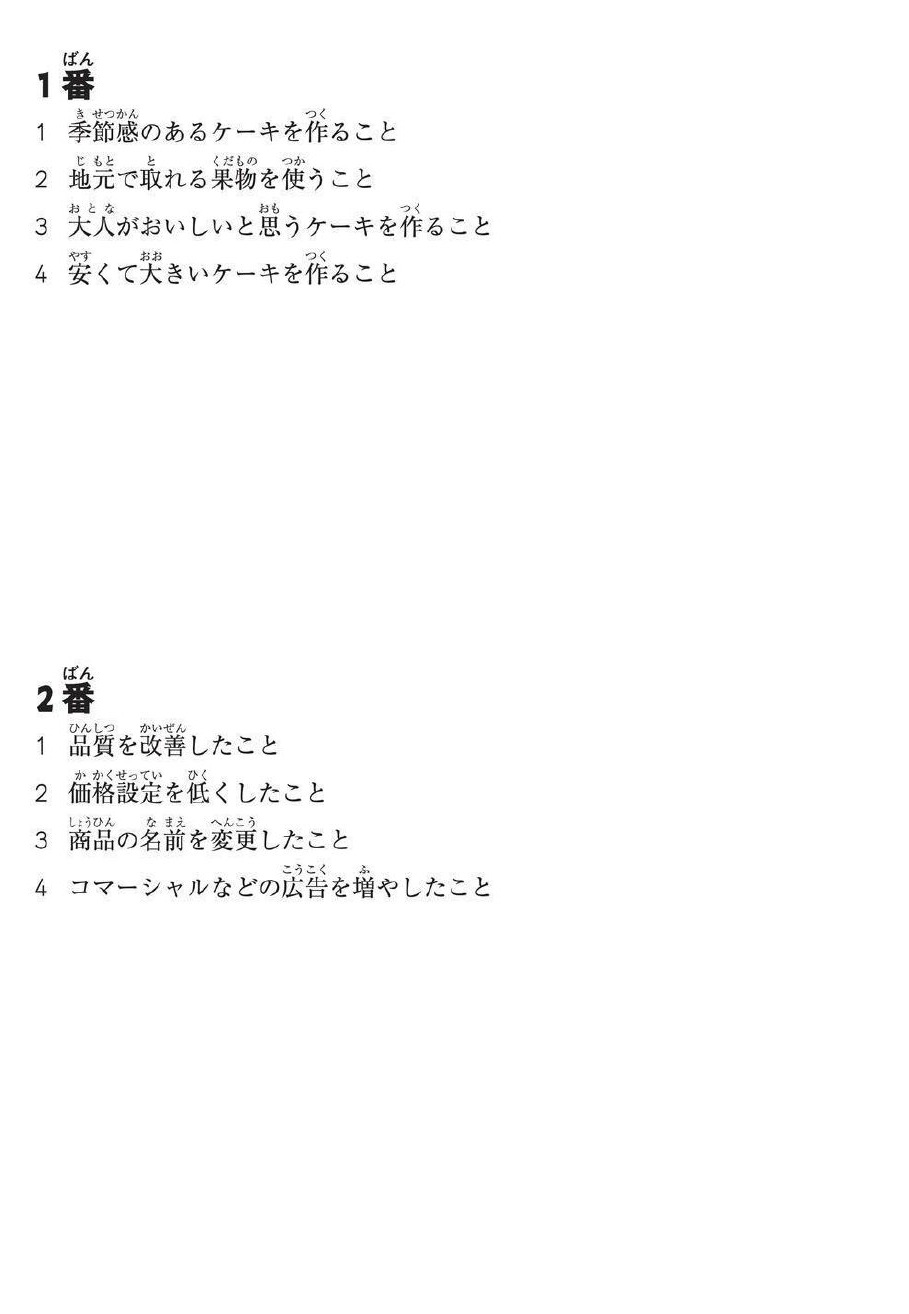 1番
1 季節感のあるケーキを作ること
2 地元で取れる果物を使うこと
3 大人がおいしいと思うケーキを作ること
4 安くて大きいケーキを作ること
2番
1 品質を改善したこと
2 価格設定を低くしたこと
3 商品の名前を変更したこと
4 コマーシャルなどの広告を増やしたこと